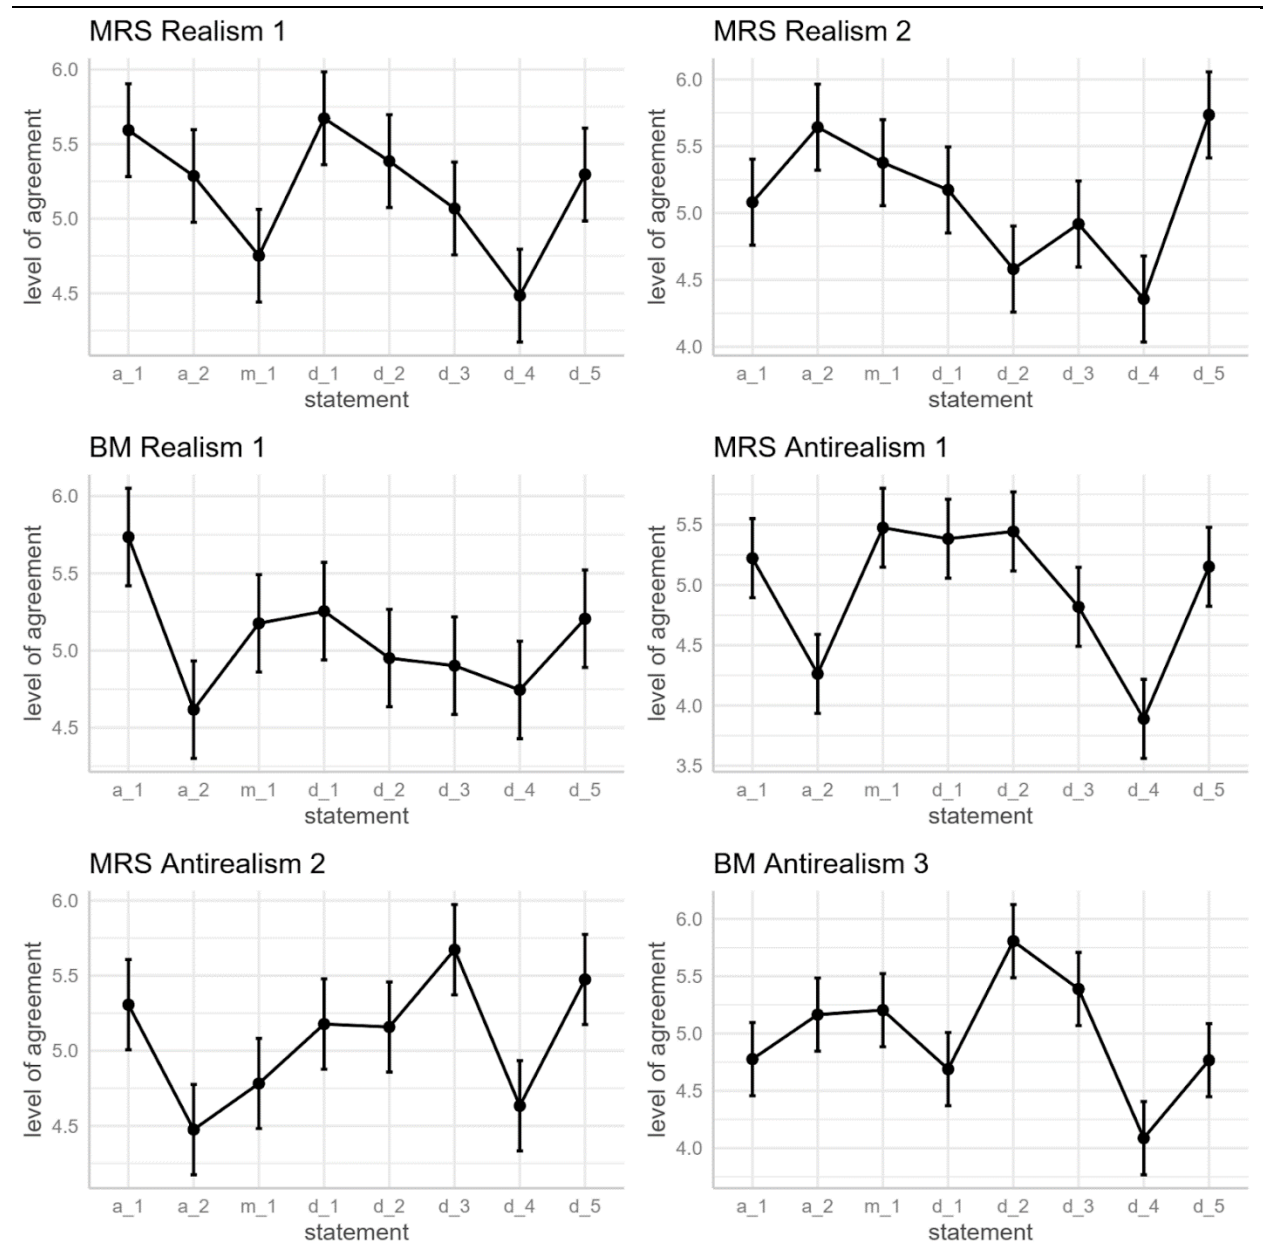 MRS Realism 1
6.0
5.5
5.0
4.5
level of agreement
a_1 a_2 m_1 d_1 d_2 d_3 d_4 d_5
statement
MRS Realism 2
6.0
5.5
5.0
4.5
4.0
level of agreement
a_1 a_2 m_1 d_1 d_2 d_3 d_4 d_5
statement
BM Realism 1
6.0
5.5
5.0
4.5
level of agreement
a_1 a_2 m_1 d_1 d_2 d_3 d_4 d_5
statement
MRS Antirealism 1
5.5
5.0
4.5
4.0
3.5
level of agreement
a_1 a_2 m_1 d_1 d_2 d_3 d_4 d_5
statement
MRS Antirealism 2
6.0
5.5
5.0
4.5
level of agreement
a_1 a_2 m_1 d_1 d_2 d_3 d_4 d_5
statement
BM Antirealism 3
6.0
5.5
5.0
4.5
4.0
level of agreement
a_1 a_2 m_1 d_1 d_2 d_3 d_4 d_5
statement